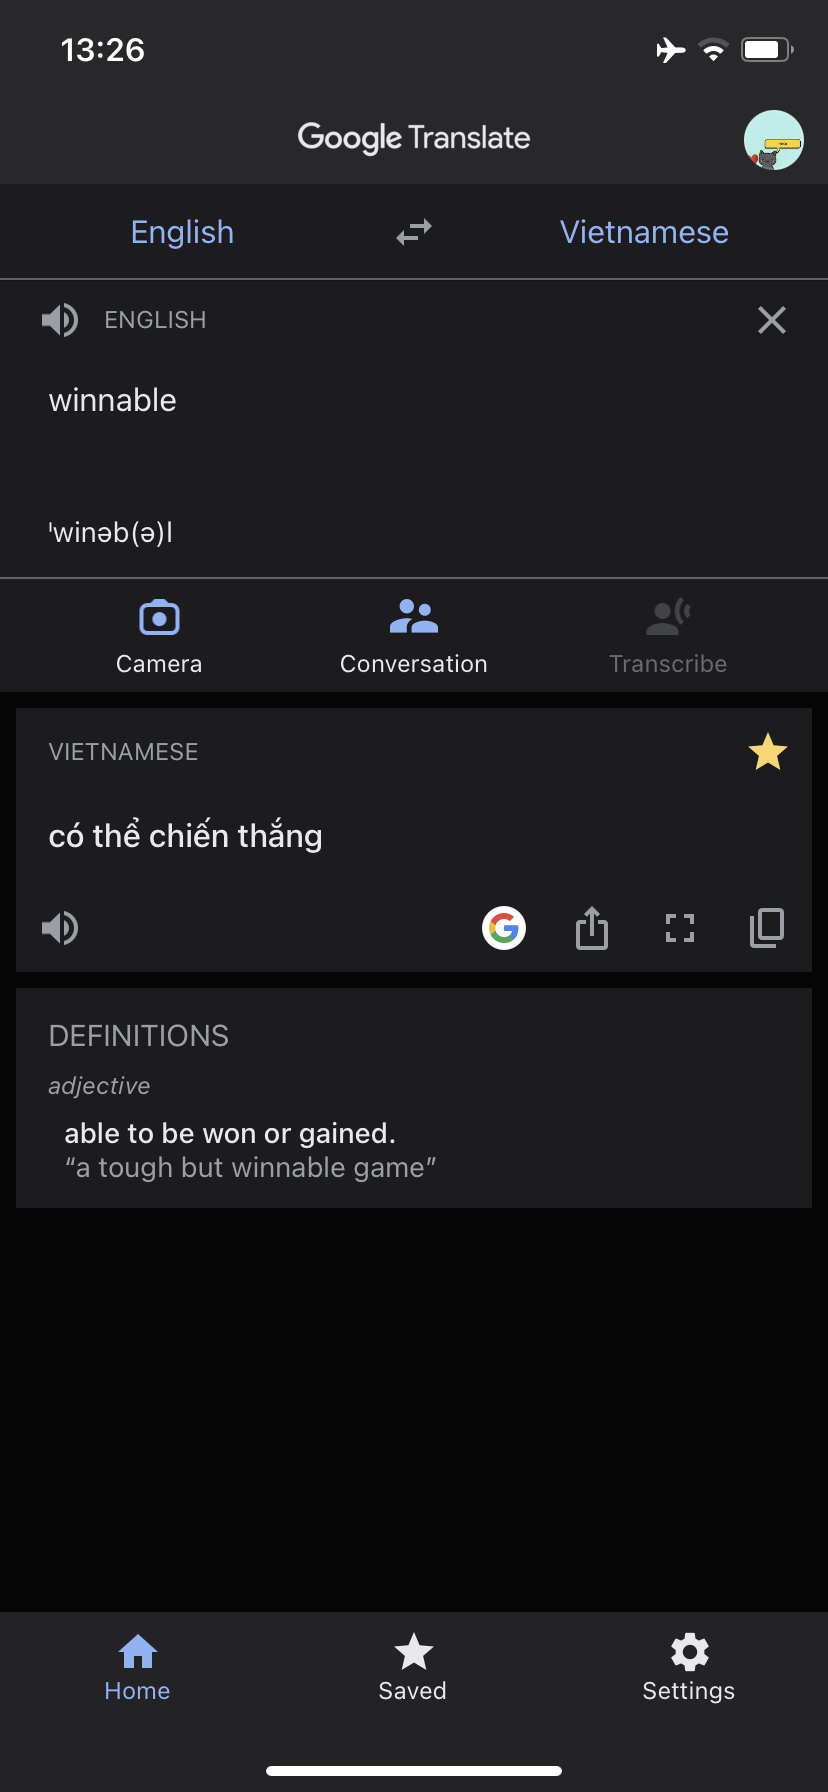 13:26
Google Translate
English
Vietnamese
ENGLISH
winnable
ˈwinəb(ə)l
Camera
Conversation
Transcribe
VIETNAMESE
có thể chiến thắng
DEFINITIONS
adjective
able to be won or gained.
“a tough but winnable game”
Home
Saved
Settings